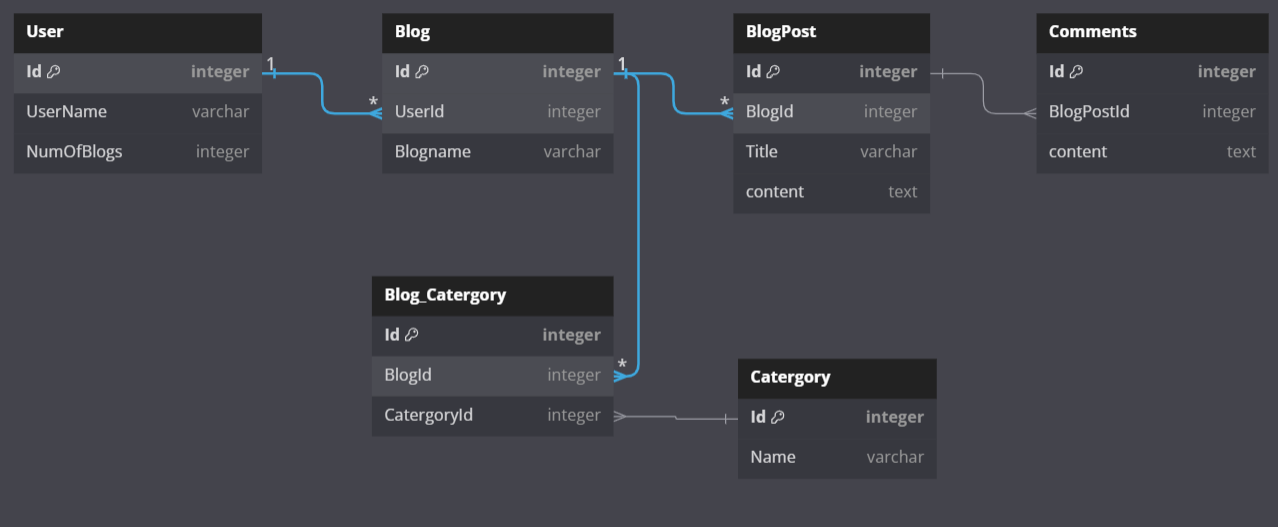 User
Id integer
UserName varchar
NumOfBlogs integer
1
*
Blog
Id integer
UserId integer
Blogname varchar
1
*
BlogPost
Id integer
BlogId integer
Title varchar
content text
Comments
Id integer
BlogPostId integer
content text
Blog_Catergory
Id integer
BlogId integer
CatergoryId integer
*
Catergory
Id integer
Name varchar